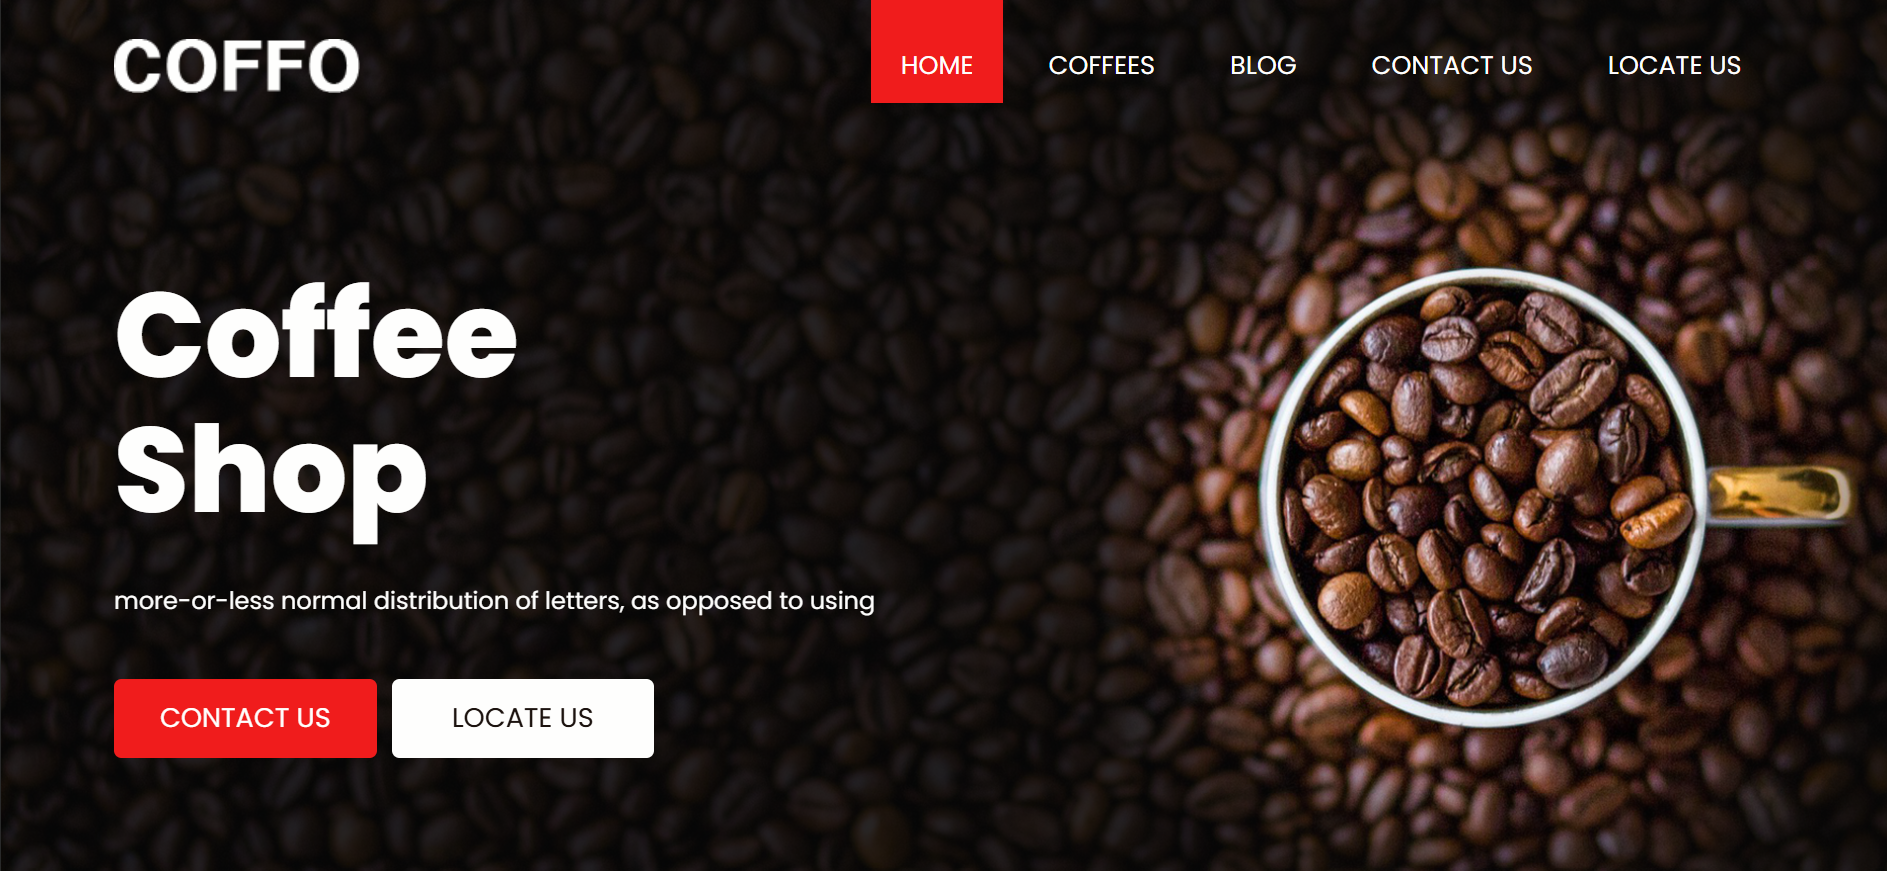 COFFO
HOME COFFEES BLOG CONTACT US LOCATE US
Coffee
Shop
more-or-less normal distribution of letters, as opposed to using
CONTACT US LOCATE US